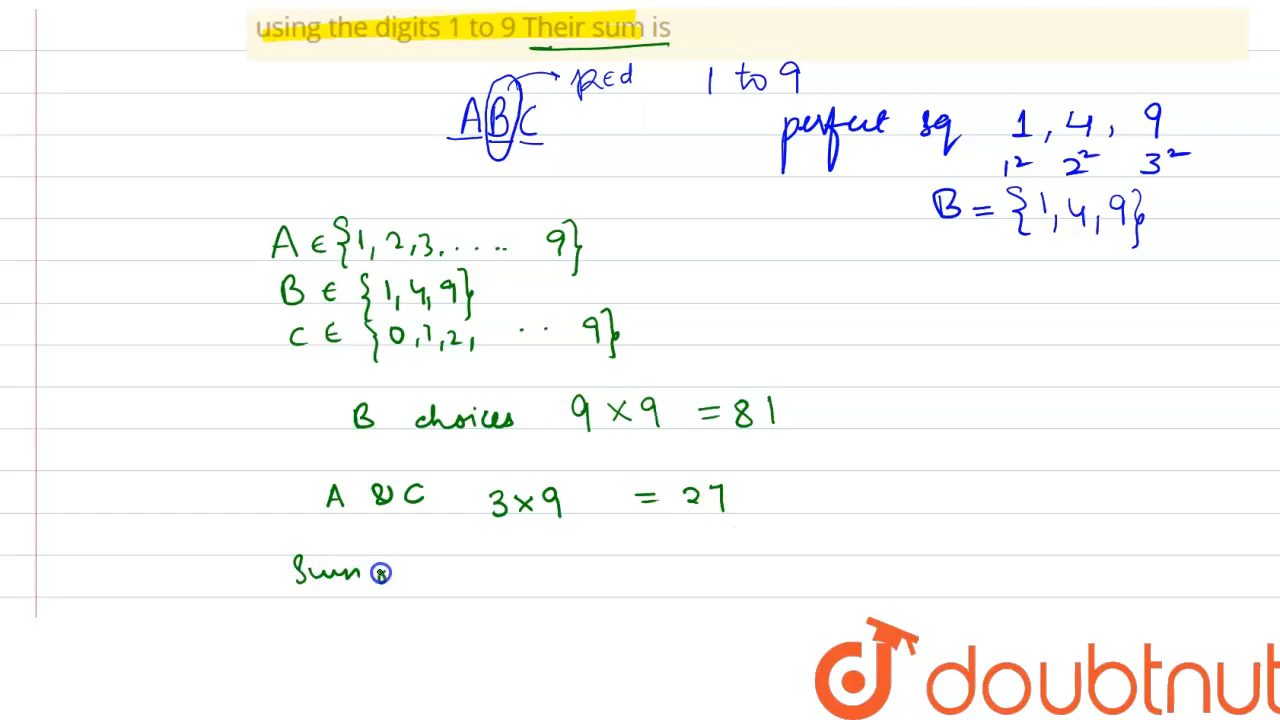 using the digits 1 to 9 Their sum is
ABC
1 to 9
perfect sq 1, 4, 9
1² 2² 3²
B = {1, 4, 9}
A ∈ {1, 2, 3, ..... 9}
B ∈ {1, 4, 9}
C ∈ {0, 1, 2, .. 9}
B choices 9 × 9 = 81
A & C 3 × 9 = 27
Sum
doubtnut